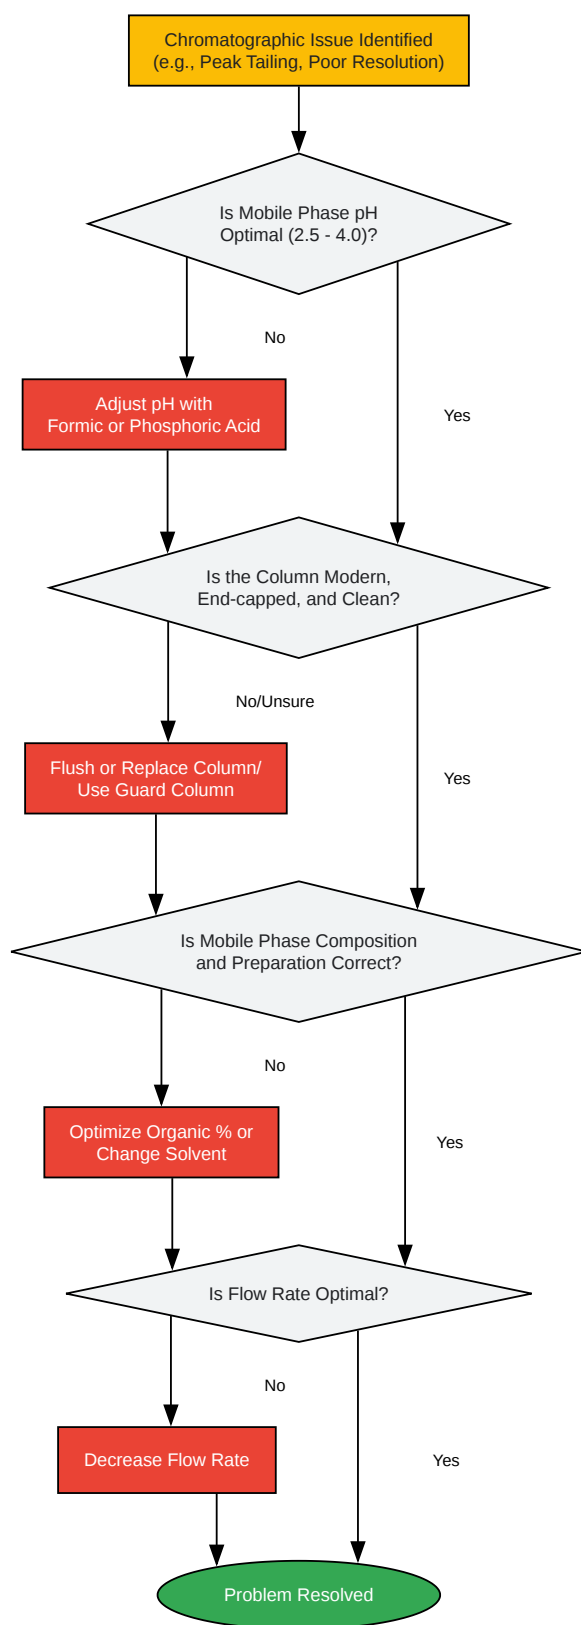 Chromatographic Issue Identified
(e.g., Peak Tailing, Poor Resolution)
Is Mobile Phase pH
Optimal (2.5 - 4.0)?
No
Adjust pH with
Formic or Phosphoric Acid
Yes
Is the Column Modern,
End-capped, and Clean?
No/Unsure
Flush or Replace Column/
Use Guard Column
Yes
Is Mobile Phase Composition
and Preparation Correct?
No
Optimize Organic % or
Change Solvent
Yes
Is Flow Rate Optimal?
No
Decrease Flow Rate
Yes
Problem Resolved